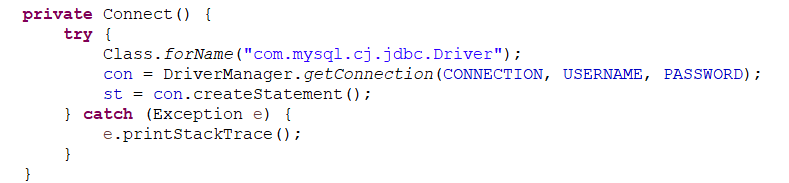 private Connect() {
    try {
        Class.forName("com.mysql.cj.jdbc.Driver");
        con = DriverManager.getConnection(CONNECTION, USERNAME, PASSWORD);
        st = con.createStatement();
    } catch (Exception e) {
        e.printStackTrace();
    }
}